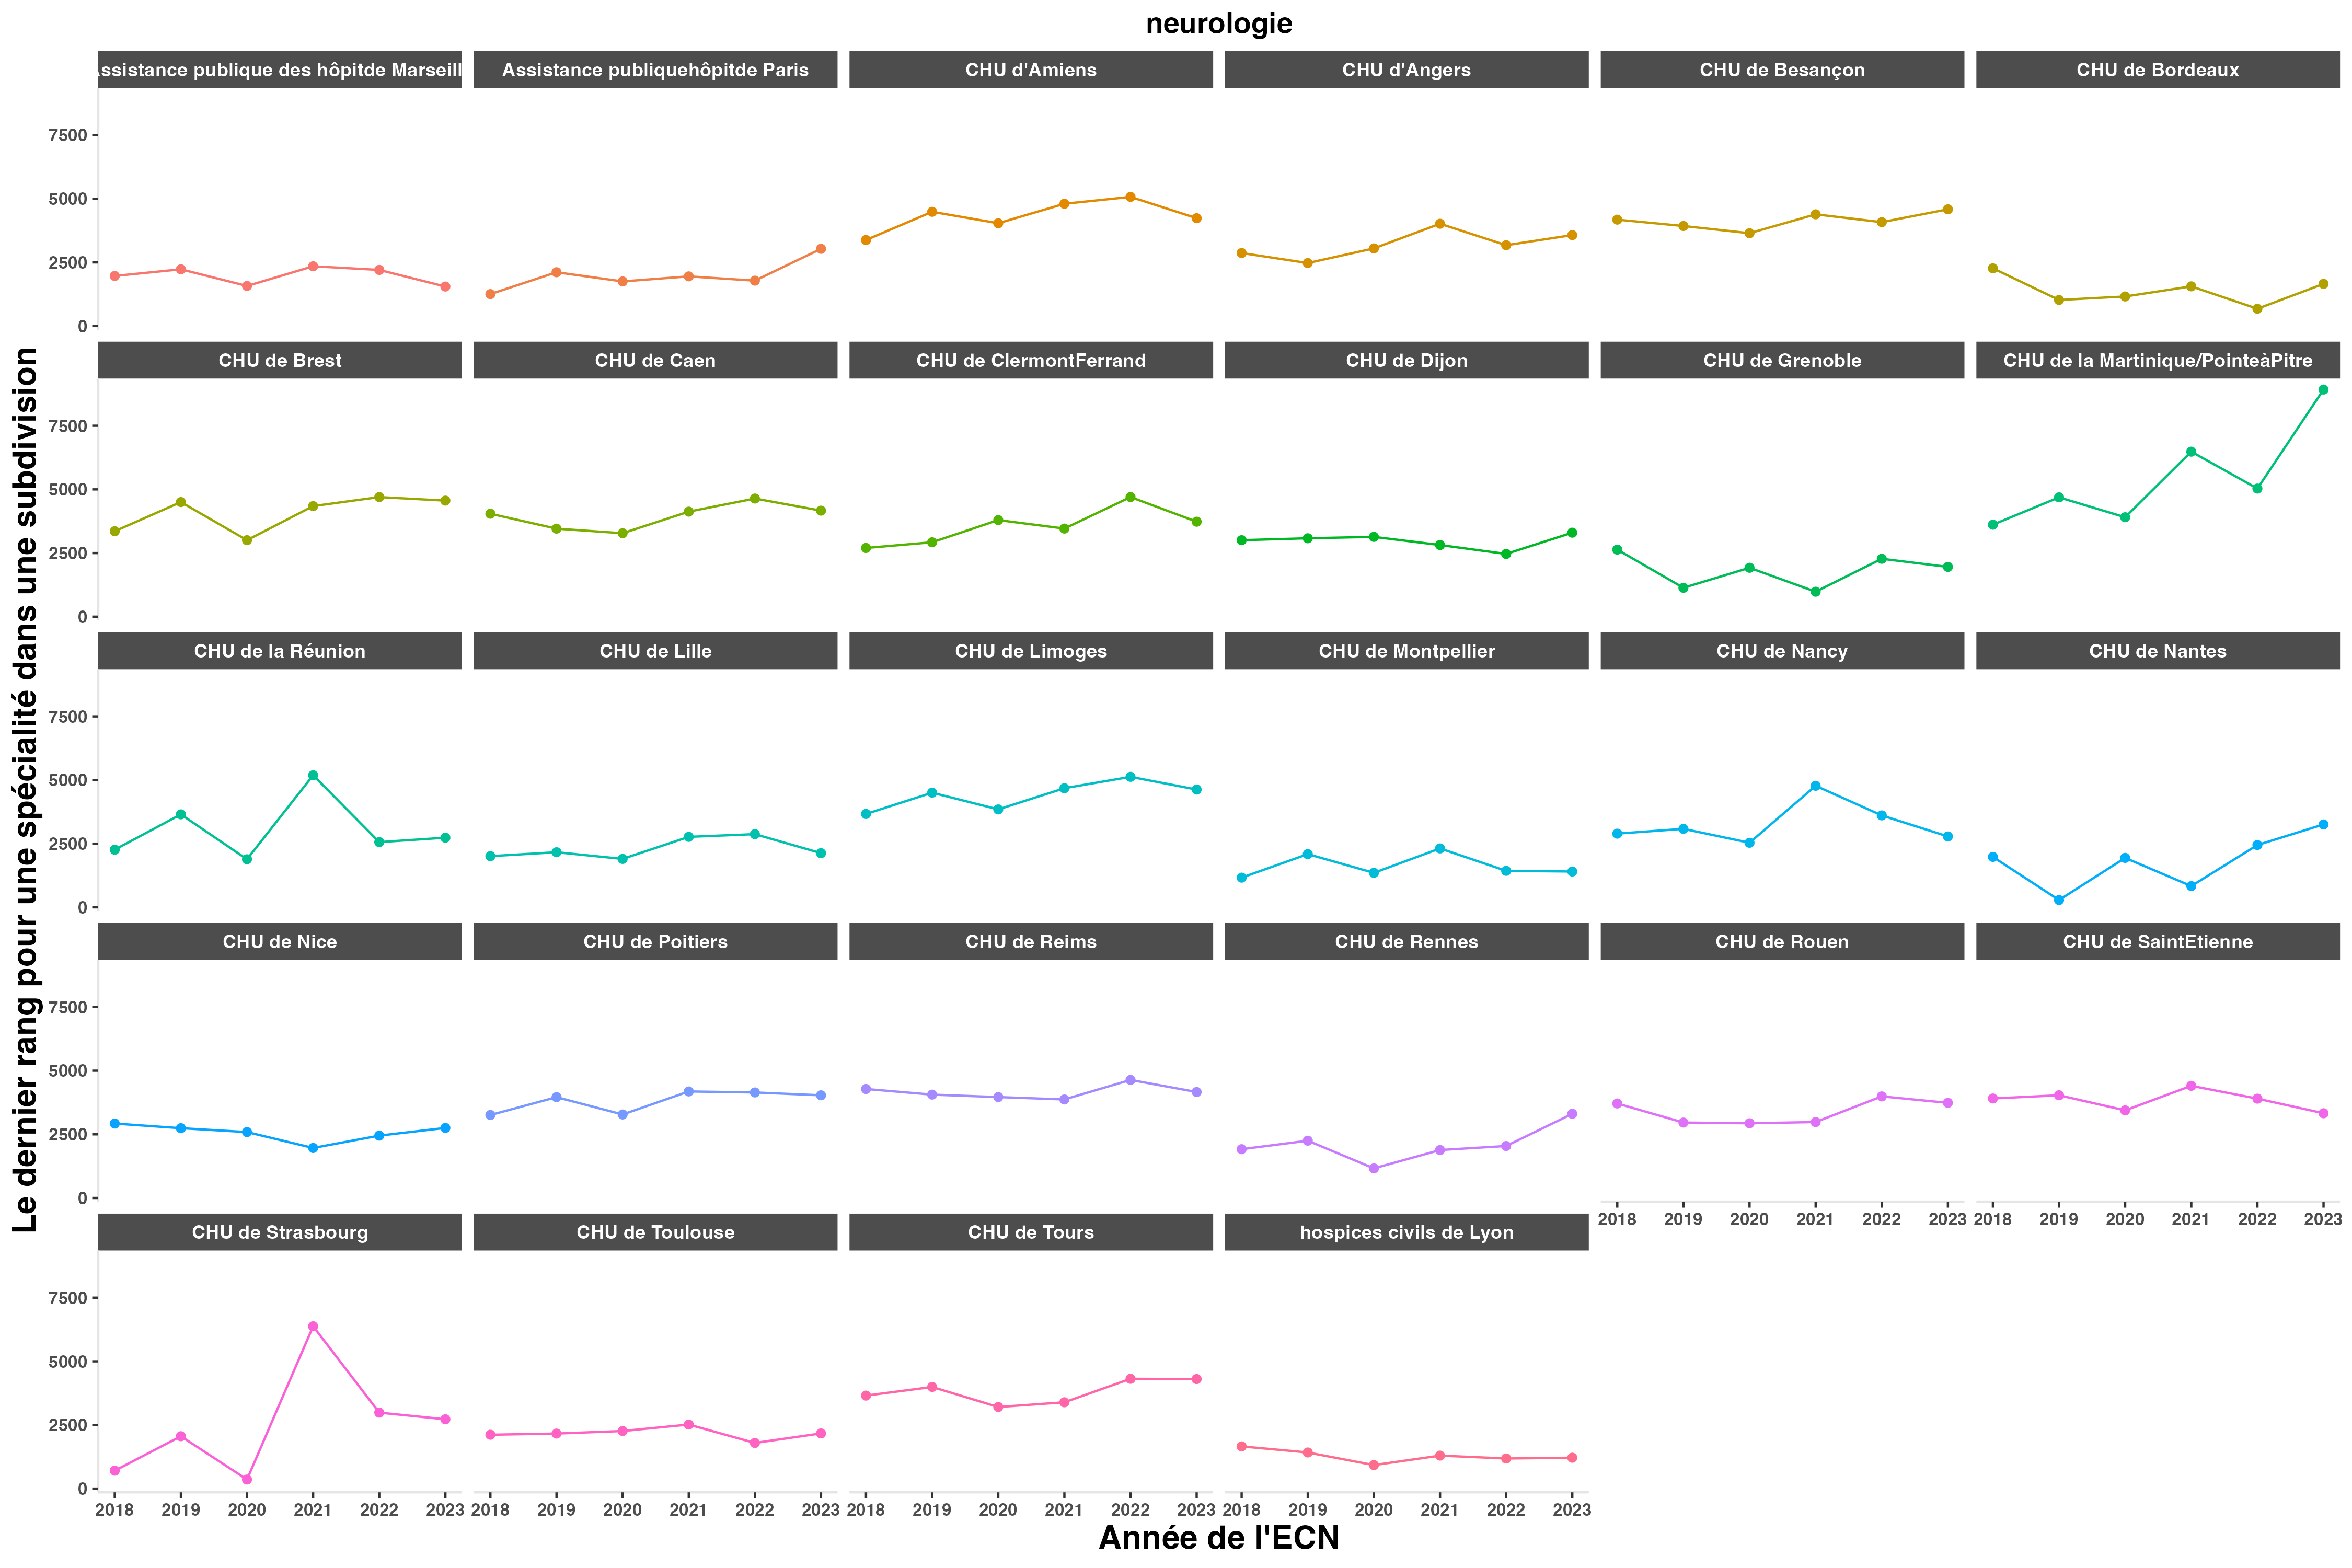 neurologie
ssistance publique des hôpitde Marseill
Assistance publiquehôpitde Paris
CHU d'Amiens
CHU d'Angers
CHU de Besançon
CHU de Bordeaux
7500
5000
2500
0
CHU de Brest
CHU de Caen
CHU de ClermontFerrand
CHU de Dijon
CHU de Grenoble
CHU de la Martinique/PointeàPitre
7500
5000
2500
0
CHU de la Réunion
CHU de Lille
CHU de Limoges
CHU de Montpellier
CHU de Nancy
CHU de Nantes
7500
5000
2500
0
CHU de Nice
CHU de Poitiers
CHU de Reims
CHU de Rennes
CHU de Rouen
CHU de SaintEtienne
7500
5000
2500
0
2018 2019 2020 2021 2022 2023
2018 2019 2020 2021 2022 2023
CHU de Strasbourg
CHU de Toulouse
CHU de Tours
hospices civils de Lyon
7500
5000
2500
0
2018 2019 2020 2021 2022 2023
2018 2019 2020 2021 2022 2023
2018 2019 2020 2021 2022 2023
2018 2019 2020 2021 2022 2023
Année de l'ECN
Le dernier rang pour une spécialité dans une subdivision